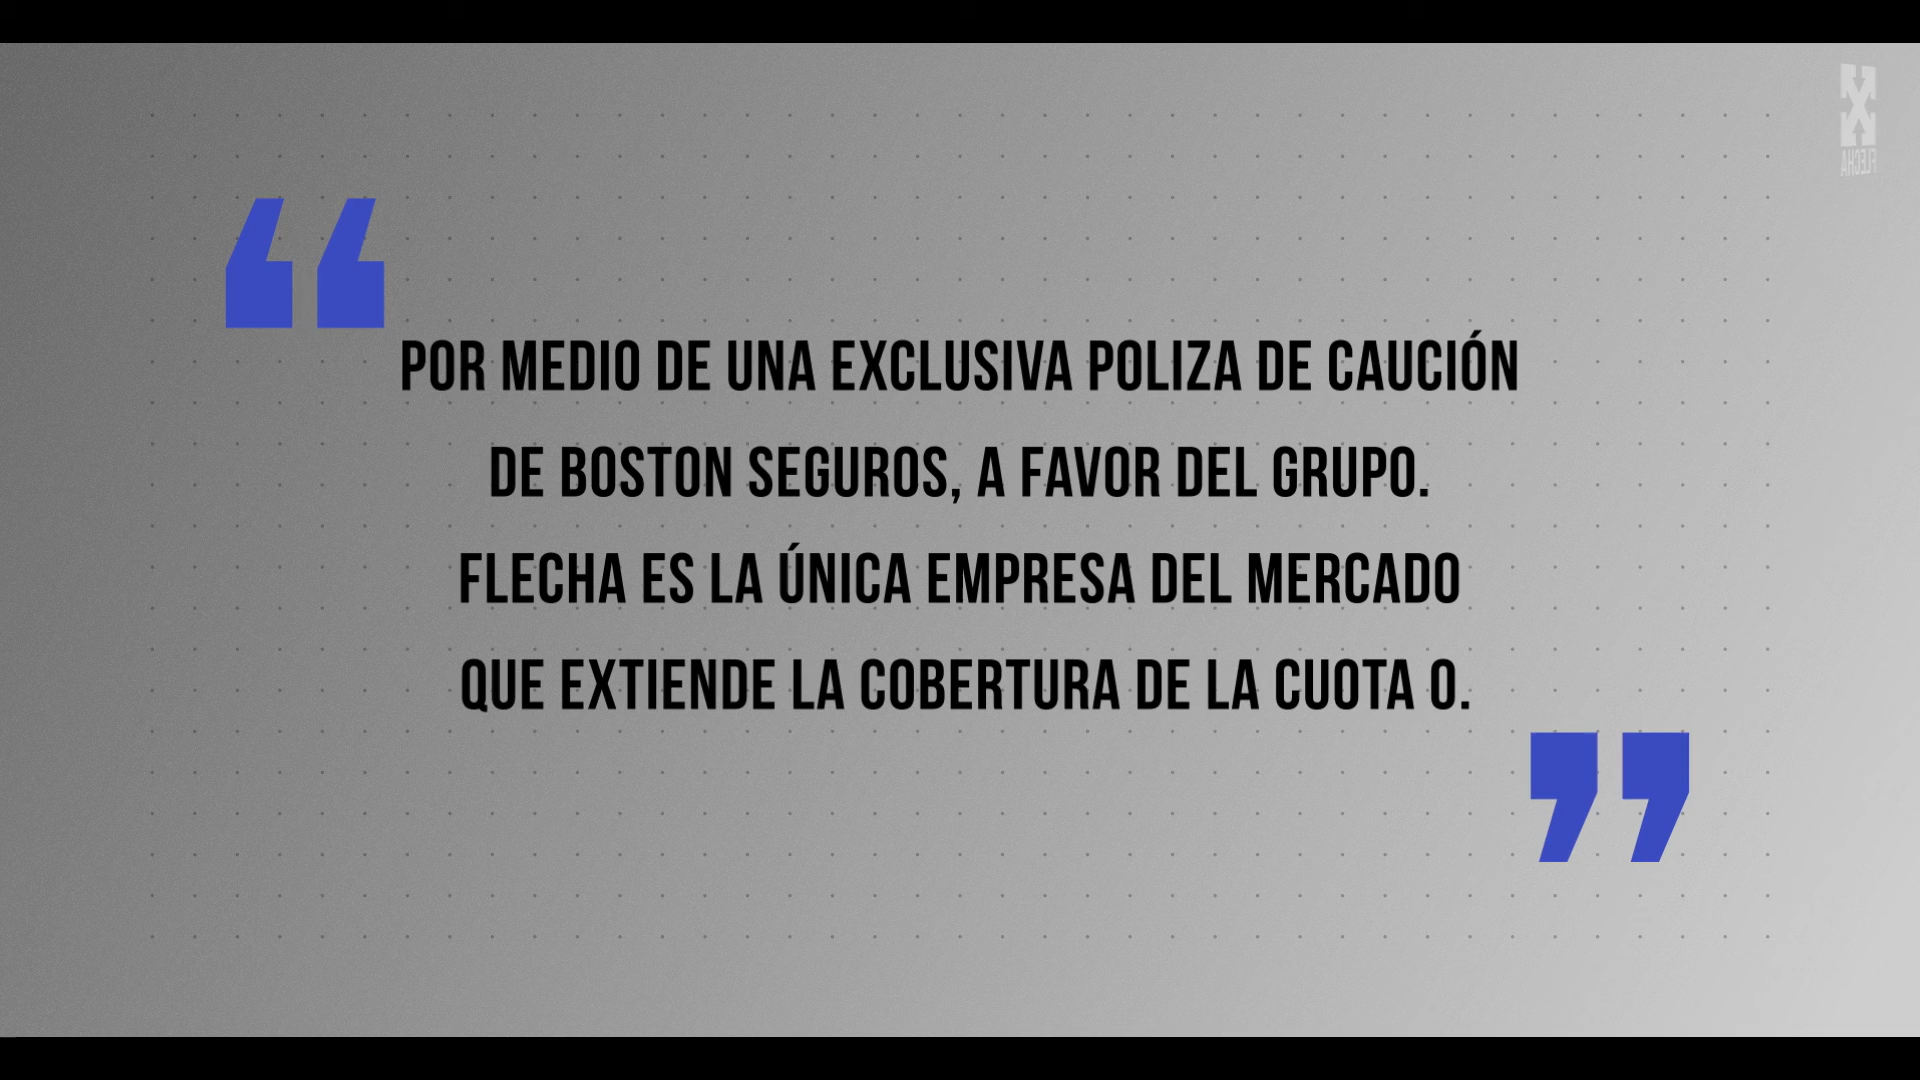 FLECHA
POR MEDIO DE UNA EXCLUSIVA POLIZA DE CAUCIÓN
DE BOSTON SEGUROS, A FAVOR DEL GRUPO.
FLECHA ES LA ÚNICA EMPRESA DEL MERCADO
QUE EXTIENDE LA COBERTURA DE LA CUOTA 0.